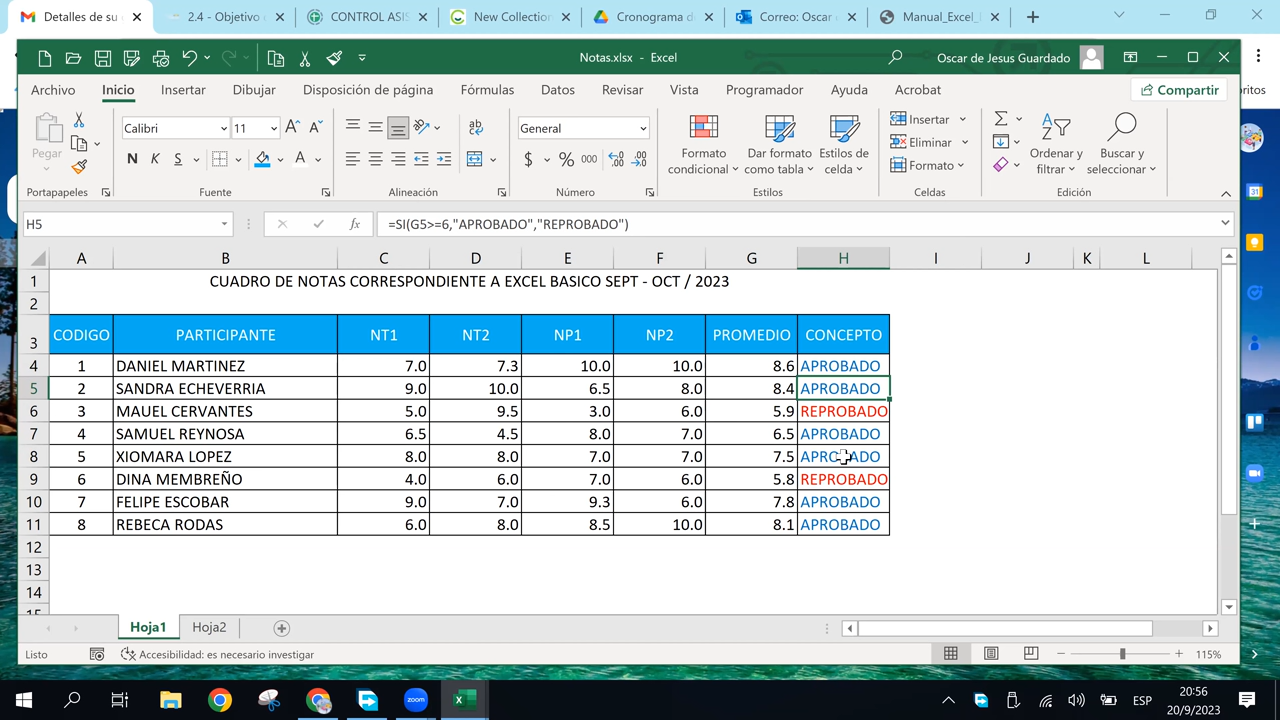 Detalles de su
2.4 - Objetivo
CONTROL ASIS
New Collection
Cronograma d
Correo: Oscar
Manual_Excel_
Notas.xlsx - Excel
Oscar de Jesus Guardado
Archivo Inicio Insertar Dibujar Disposición de página Fórmulas Datos Revisar Vista Programador Ayuda Acrobat Compartir
oritos
Pegar
Calibri 11
N K S
General
$ % 000
Formato condicional
Dar formato como tabla
Estilos de celda
Insertar
Eliminar
Formato
Ordenar y filtrar
Buscar y seleccionar
Portapapeles Fuente Alineación Número Estilos Celdas Edición
H5 fx =SI(G5>=6,"APROBADO","REPROBADO")
A B C D E F G H I J K L
1 CUADRO DE NOTAS CORRESPONDIENTE A EXCEL BASICO SEPT - OCT / 2023
2
3 CODIGO PARTICIPANTE NT1 NT2 NP1 NP2 PROMEDIO CONCEPTO
4 1 DANIEL MARTINEZ 7.0 7.3 10.0 10.0 8.6 APROBADO
5 2 SANDRA ECHEVERRIA 9.0 10.0 6.5 8.0 8.4 APROBADO
6 3 MAUEL CERVANTES 5.0 9.5 3.0 6.0 5.9 REPROBADO
7 4 SAMUEL REYNOSA 6.5 4.5 8.0 7.0 6.5 APROBADO
8 5 XIOMARA LOPEZ 8.0 8.0 7.0 7.0 7.5 APROBADO
9 6 DINA MEMBREÑO 4.0 6.0 7.0 6.0 5.8 REPROBADO
10 7 FELIPE ESCOBAR 9.0 7.0 9.3 6.0 7.8 APROBADO
11 8 REBECA RODAS 6.0 8.0 8.5 10.0 8.1 APROBADO
12
13
14
15
Hoja1 Hoja2
Listo Accesibilidad: es necesario investigar 115%
zoom
ESP
20:56
20/9/2023